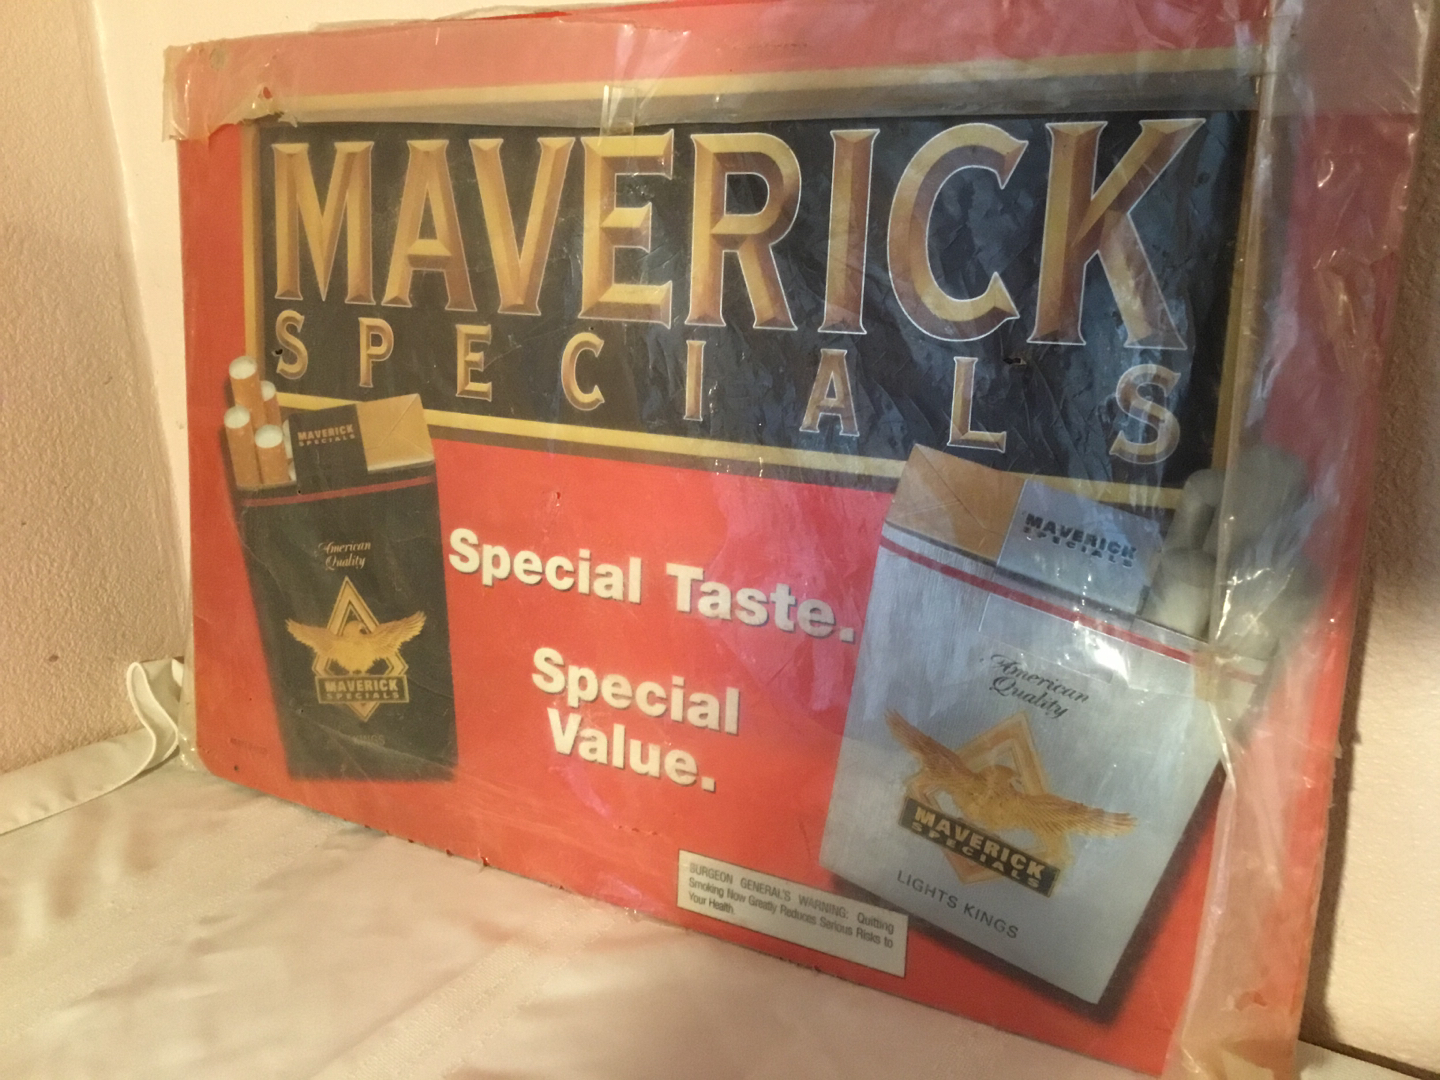 MAVERICK
SPECIALS
MAVERICK
SPECIALS
American
Quality
MAVERICK
SPECIALS
Special Taste.
Special
Value.
MAVERICK
SPECIALS
American
Quality
MAVERICK
SPECIALS
LIGHTS KINGS
SURGEON GENERAL'S WARNING: Quitting
Smoking Now Greatly Reduces Serious Risks to
Your Health.